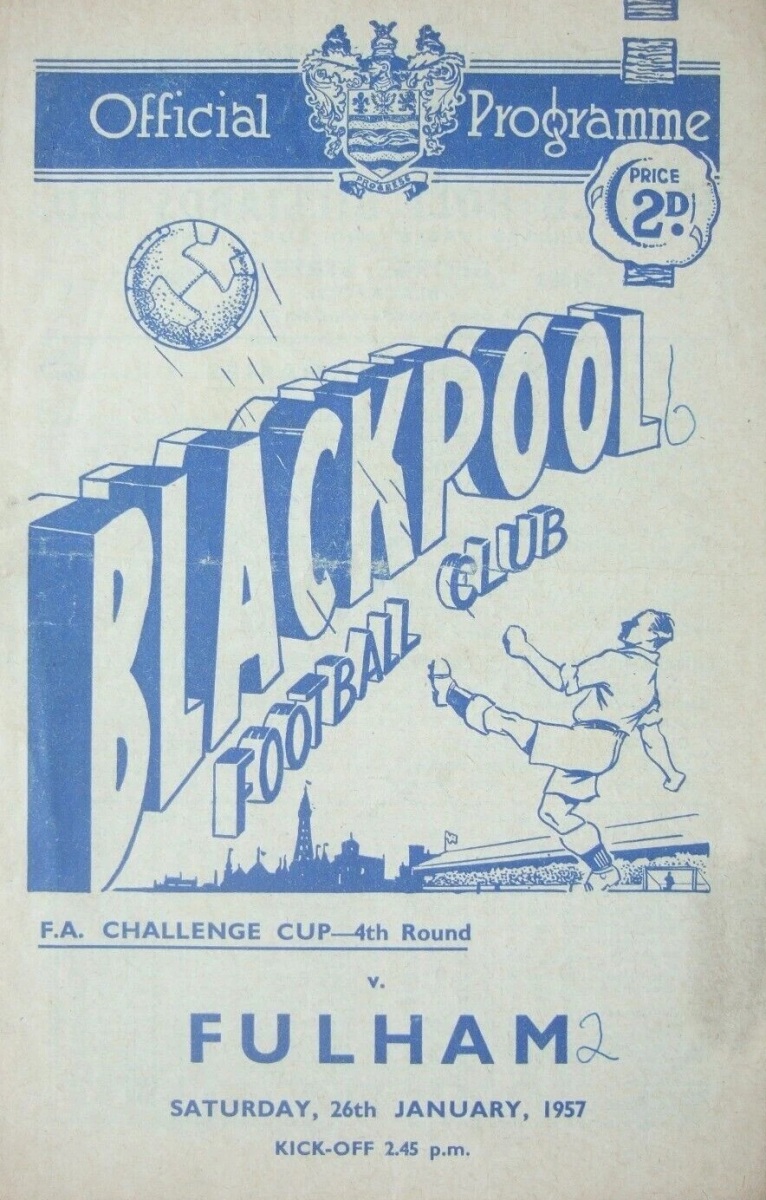 Official Programme
PROGRESS
PRICE
2D.
BLACKPOOL 6
FOOTBALL CLUB
F.A. CHALLENGE CUP—4th Round
v.
FULHAM 2
SATURDAY, 26th JANUARY, 1957
KICK-OFF 2.45 p.m.